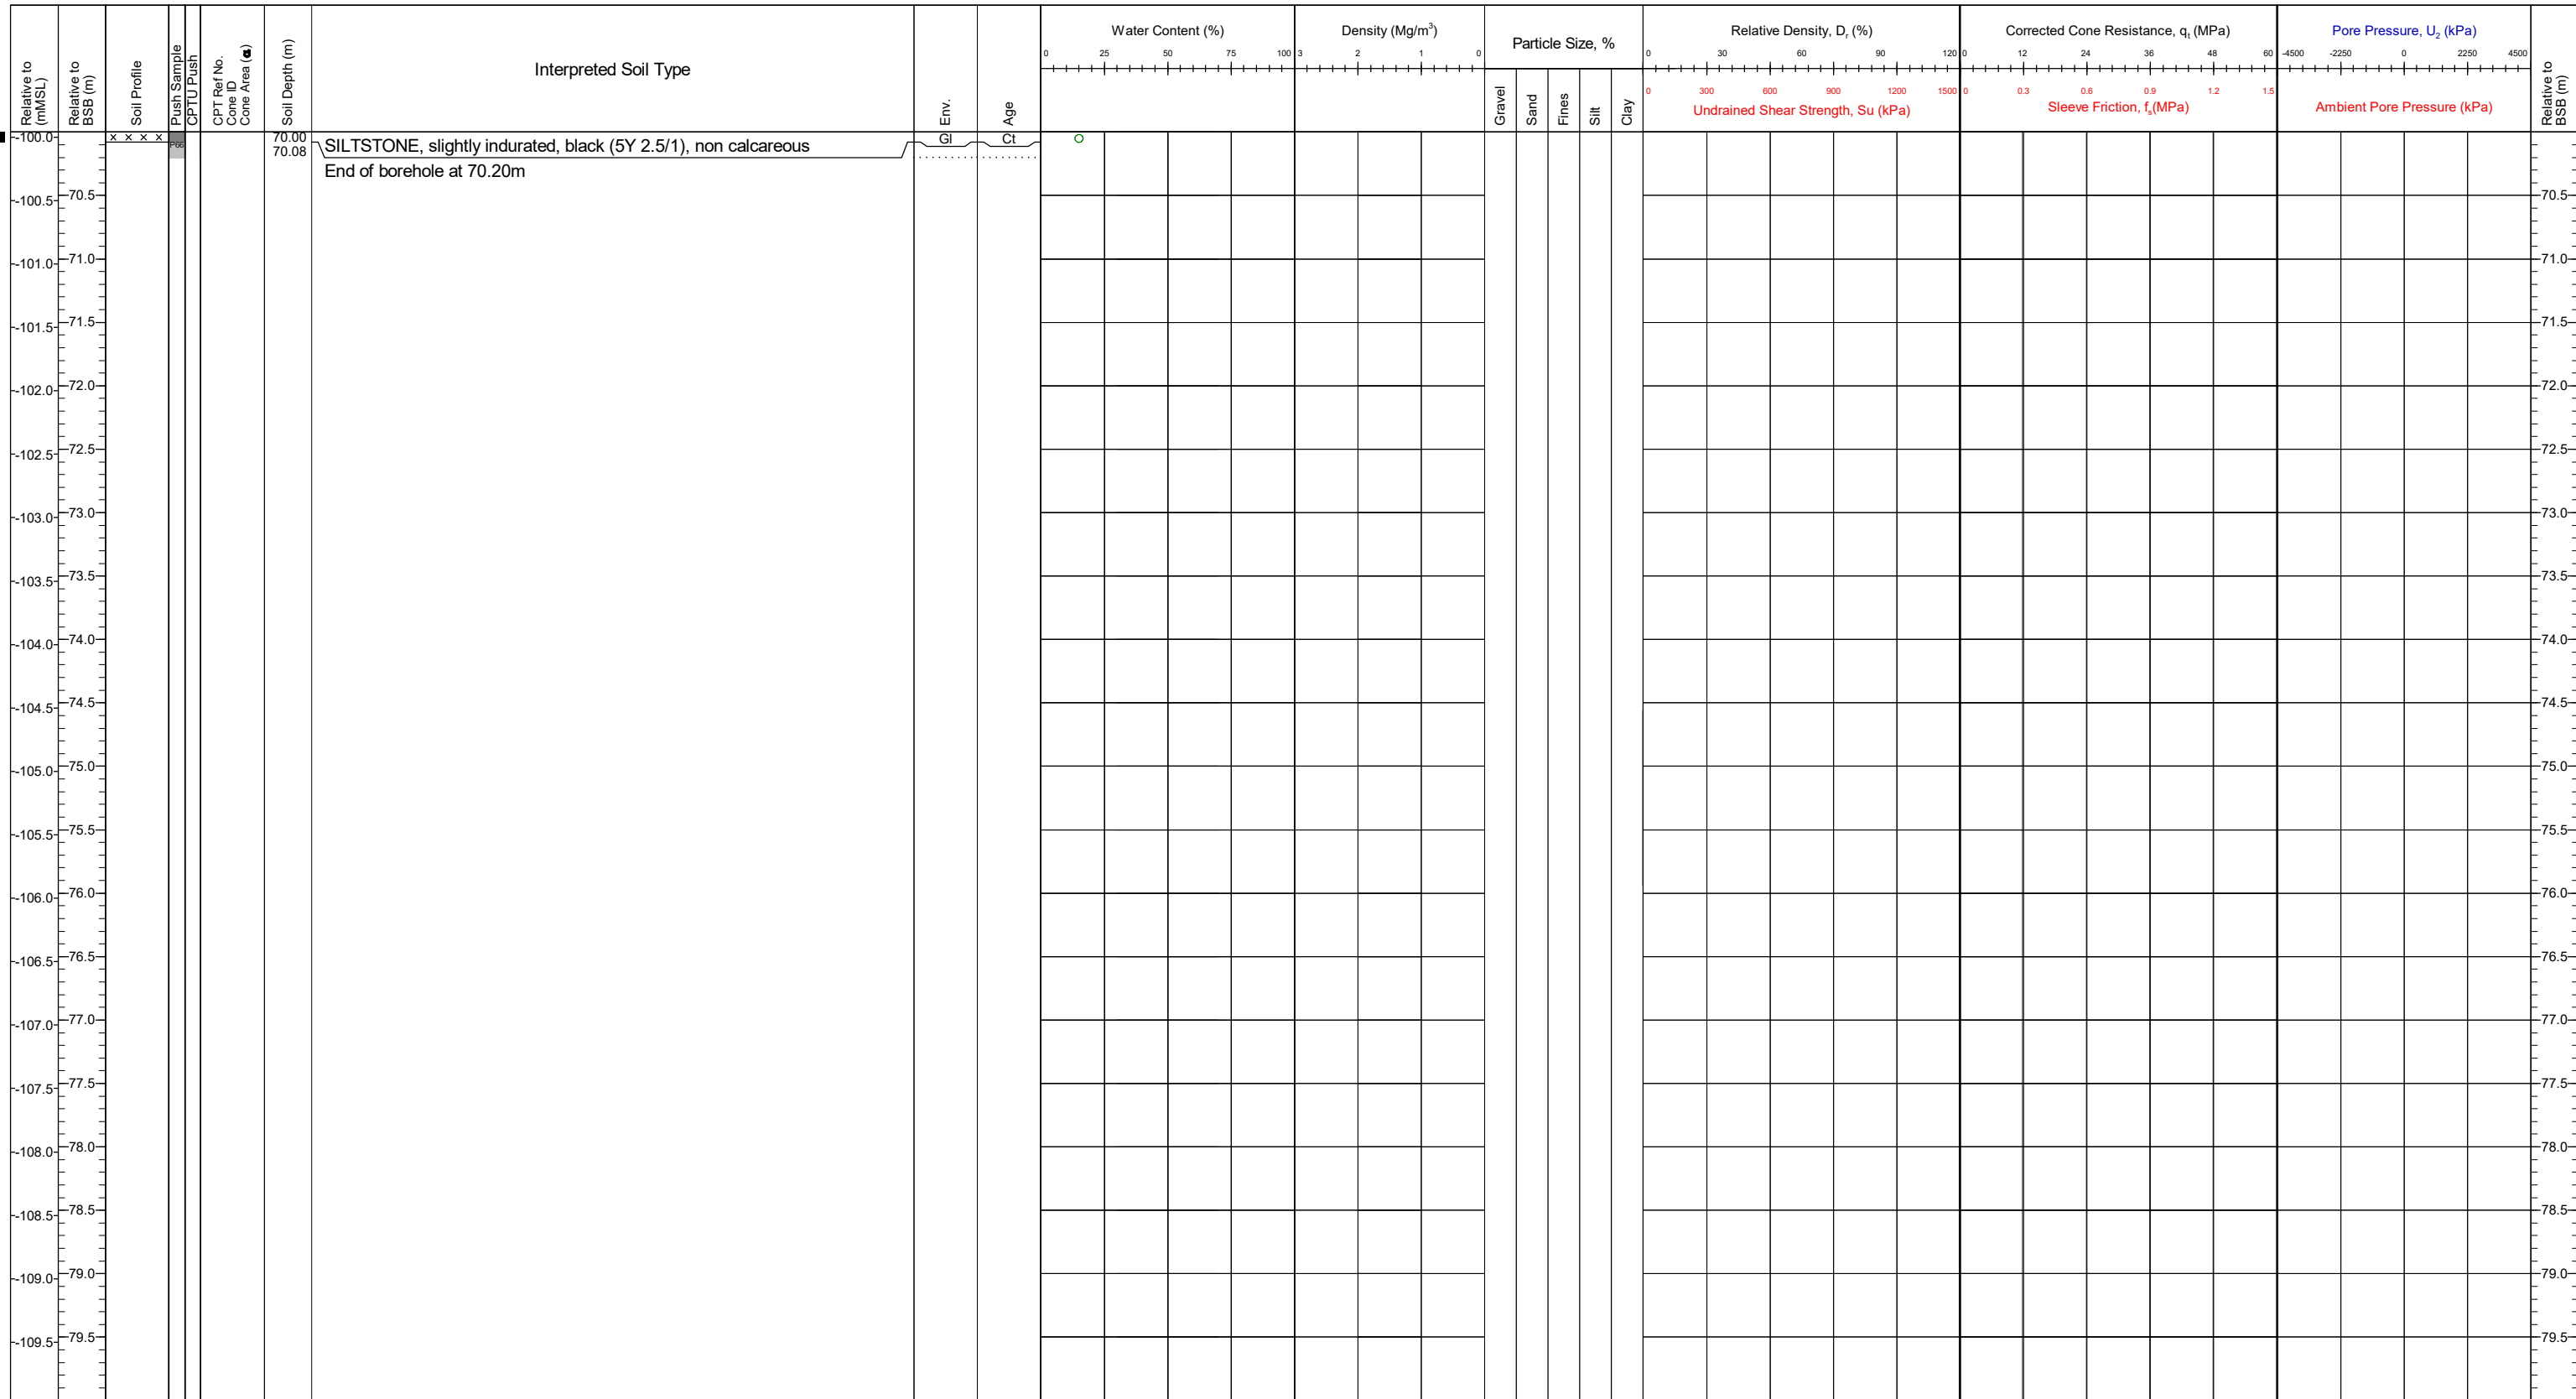 Relative to
(mMSL)
Relative to
BSB (m)
Soil Profile
Push Sample
CPTU Push
CPT Ref No.
Cone ID
Cone Area (α)
Soil Depth (m)
Interpreted Soil Type
Env.
Age
Water Content (%)
0 25 50 75 100
Density (Mg/m³)
3 2 1 0
Particle Size, %
Gravel
Sand
Fines
Silt
Clay
Relative Density, Dr (%)
0 30 60 90 120
0 300 600 900 1200 1500
Undrained Shear Strength, Su (kPa)
Corrected Cone Resistance, qt (MPa)
0 12 24 36 48 60
0 0.3 0.6 0.9 1.2 1.5
Sleeve Friction, fs(MPa)
Pore Pressure, U2 (kPa)
-4500 -2250 0 2250 4500
Ambient Pore Pressure (kPa)
Relative to
BSB (m)
-100.0 x x x x 70.00 Gl Ct
P66 70.08 SILTSTONE, slightly indurated, black (5Y 2.5/1), non calcareous
End of borehole at 70.20m
-100.5 70.5 70.5
-101.0 71.0 71.0
-101.5 71.5 71.5
-102.0 72.0 72.0
-102.5 72.5 72.5
-103.0 73.0 73.0
-103.5 73.5 73.5
-104.0 74.0 74.0
-104.5 74.5 74.5
-105.0 75.0 75.0
-105.5 75.5 75.5
-106.0 76.0 76.0
-106.5 76.5 76.5
-107.0 77.0 77.0
-107.5 77.5 77.5
-108.0 78.0 78.0
-108.5 78.5 78.5
-109.0 79.0 79.0
-109.5 79.5 79.5